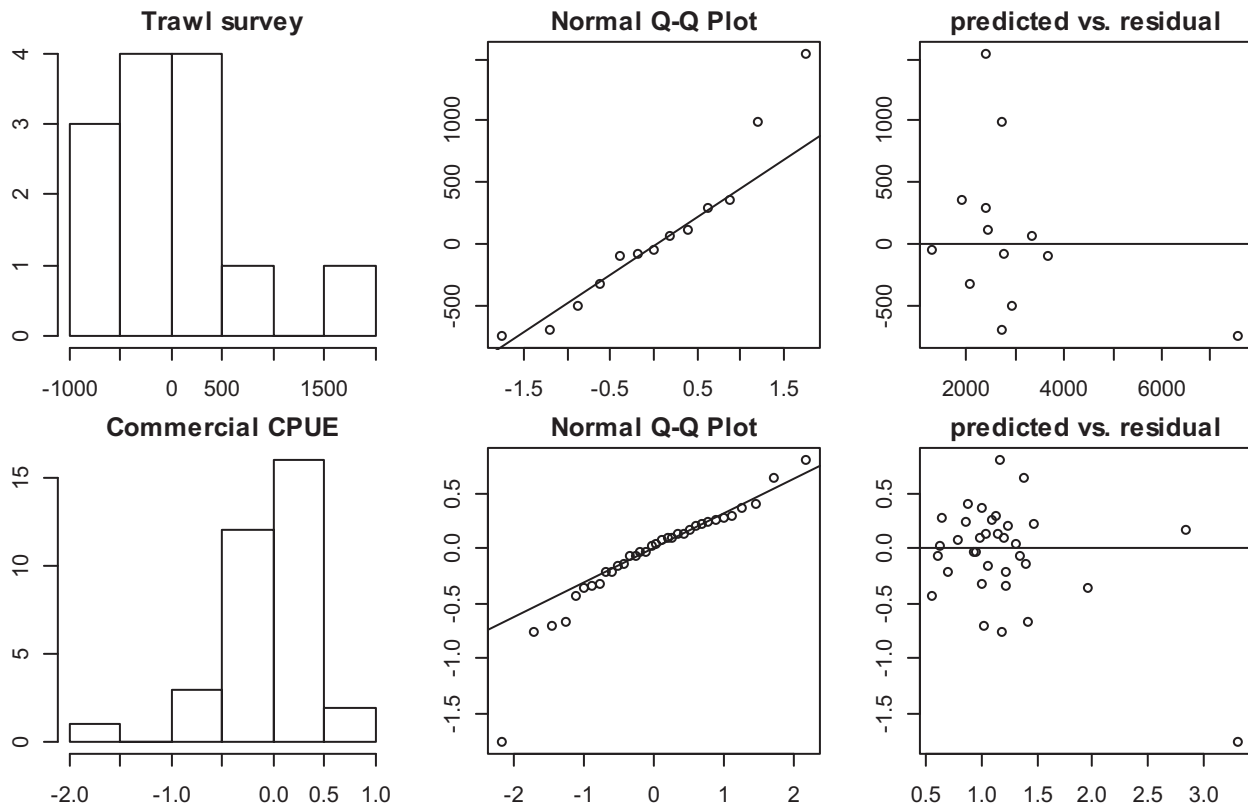 Trawl survey
Normal Q-Q Plot
predicted vs. residual
4
3
2
1
0
-1000 0 500 1500
1000
500
0
-500
-1.5 -0.5 0.5 1.5
1000
500
0
-500
2000 4000 6000
Commercial CPUE
Normal Q-Q Plot
predicted vs. residual
15
10
5
0
-2.0 -1.0 0.0 0.5 1.0
0.5
0.0
-0.5
-1.0
-1.5
-2 -1 0 1 2
0.5
0.0
-0.5
-1.0
-1.5
0.5 1.0 1.5 2.0 2.5 3.0